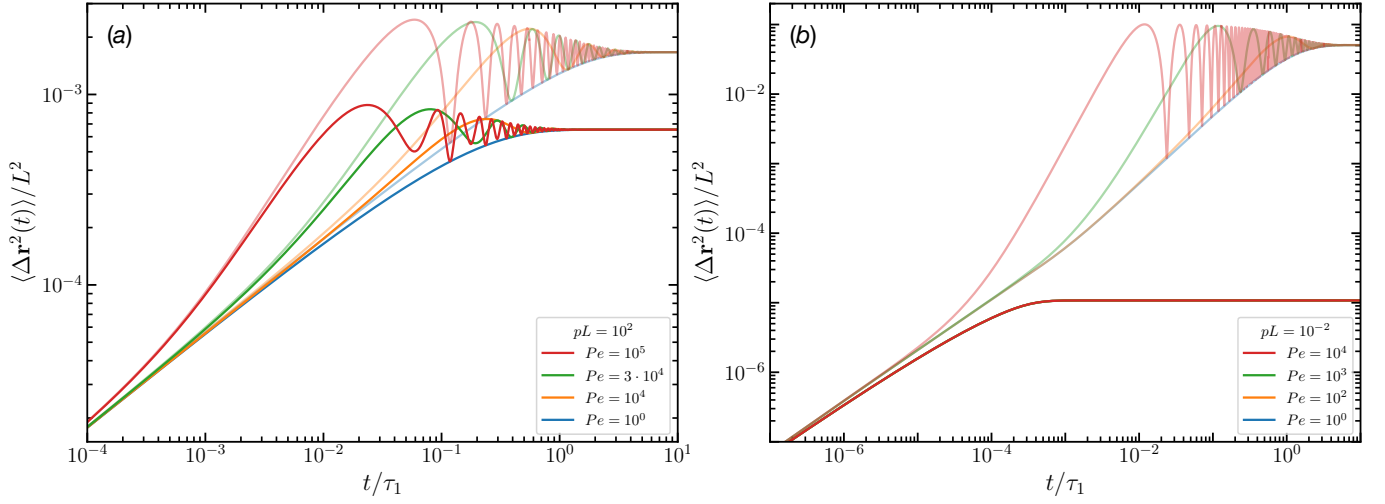 (a)
10^{-3}
10^{-4}
⟨Δr²(t)⟩/L²
pL = 10^2
Pe = 10^5
Pe = 3 · 10^4
Pe = 10^4
Pe = 10^0
10^{-4}
10^{-3}
10^{-2}
10^{-1}
10^0
10^1
t/τ_1
(b)
10^{-2}
10^{-4}
10^{-6}
⟨Δr²(t)⟩/L²
pL = 10^{-2}
Pe = 10^4
Pe = 10^3
Pe = 10^2
Pe = 10^0
10^{-6}
10^{-4}
10^{-2}
10^0
t/τ_1